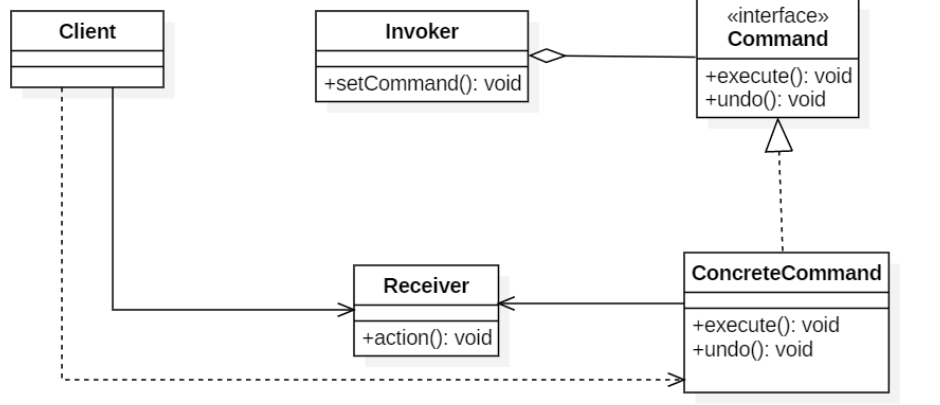 Client
Invoker
+setCommand(): void
«interface»
Command
+execute(): void
+undo(): void
Receiver
+action(): void
ConcreteCommand
+execute(): void
+undo(): void